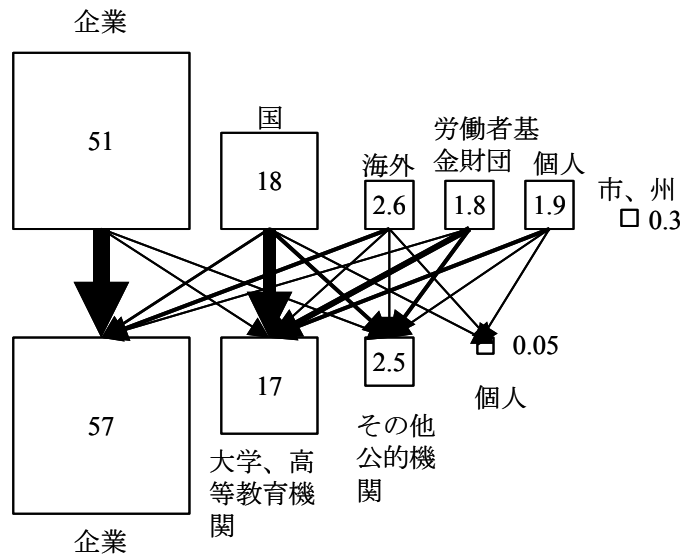 企業
51
国
18
海外
2.6
労働者基
金財団
1.8
個人
1.9
市、州
0.3
57
企業
17
大学、高
等教育機
関
2.5
その他
公的機
関
0.05
個人